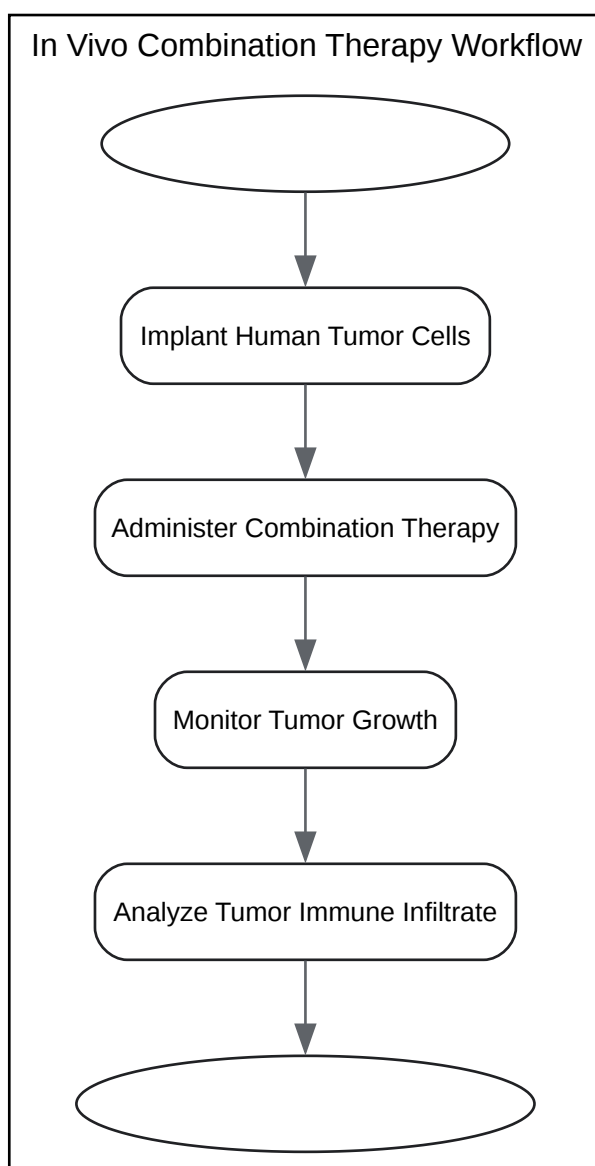 In Vivo Combination Therapy Workflow
Implant Human Tumor Cells
Administer Combination Therapy
Monitor Tumor Growth
Analyze Tumor Immune Infiltrate